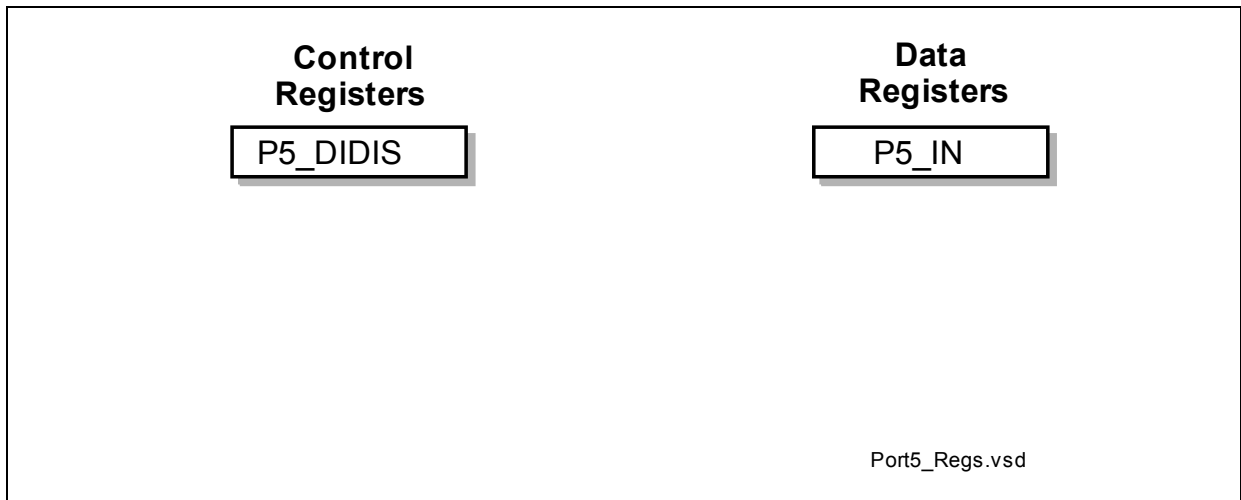 Control
Registers
P5_DIDIS
Data
Registers
P5_IN
Port5_Regs.vsd